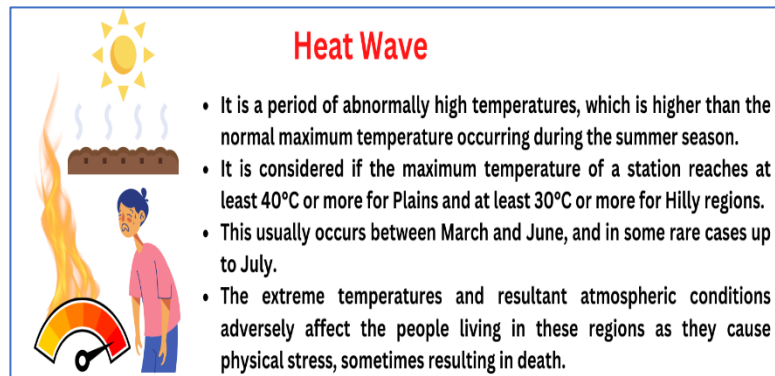 Heat Wave
• It is a period of abnormally high temperatures, which is higher than the
normal maximum temperature occurring during the summer season.
• It is considered if the maximum temperature of a station reaches at
least 40°C or more for Plains and at least 30°C or more for Hilly regions.
• This usually occurs between March and June, and in some rare cases up
to July.
• The extreme temperatures and resultant atmospheric conditions
adversely affect the people living in these regions as they cause
physical stress, sometimes resulting in death.